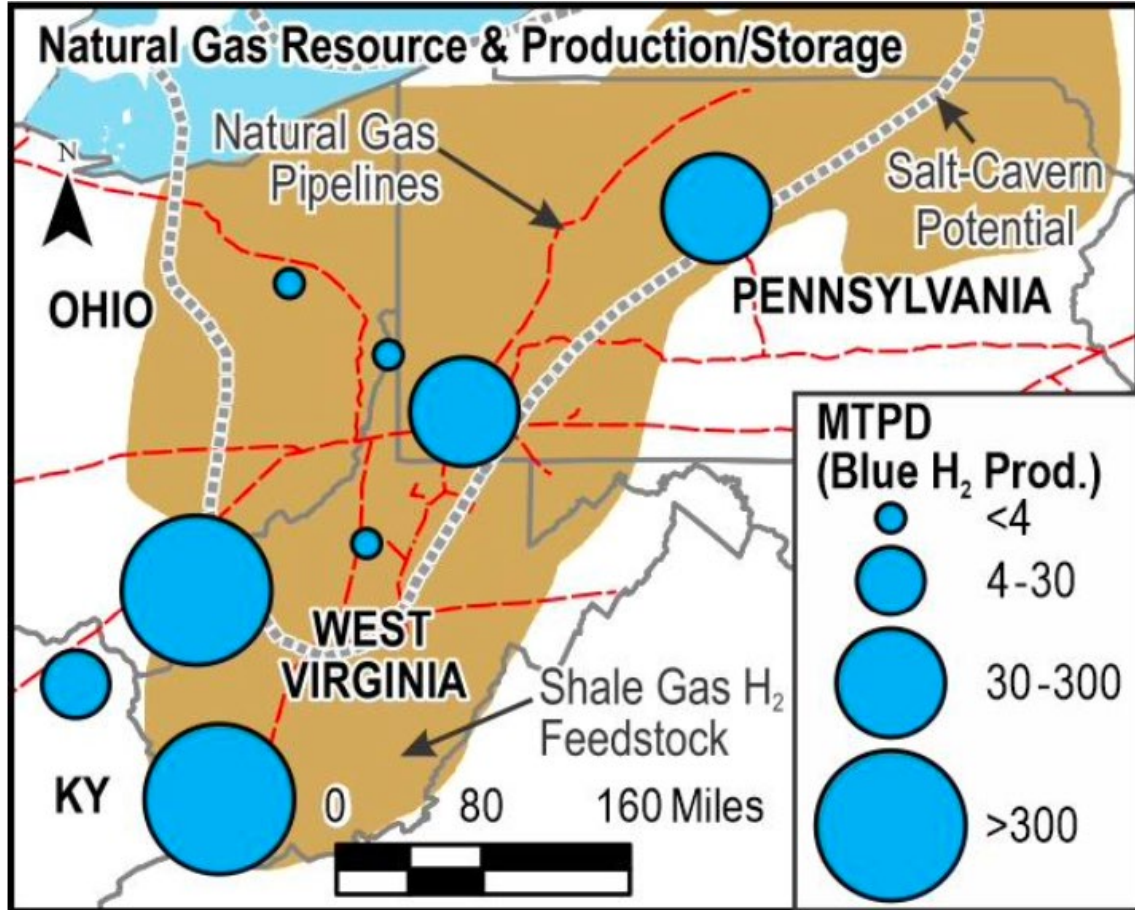 Natural Gas Resource & Production/Storage
Natural Gas
Pipelines
Salt-Cavern
Potential
N
OHIO
PENNSYLVANIA
MTPD
(Blue H₂ Prod.)
<4
4-30
30-300
>300
WEST
VIRGINIA
Shale Gas H₂
Feedstock
KY
0 80 160 Miles